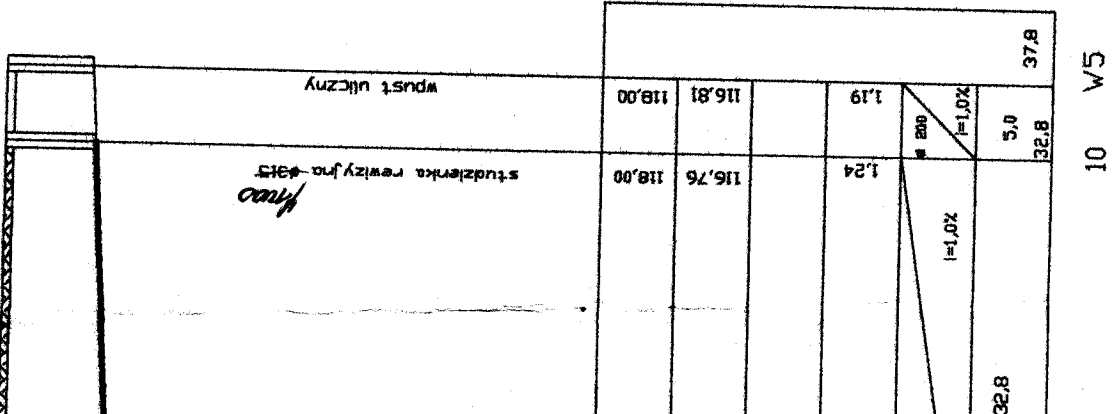 wpust uliczny
118,00
116,81
1,19
37,8
W5
ø 200
i=1,0%
5,0
32,8
studzienka rewizyjna ø315
118,00
116,76
1,24
10
i=1,0%
32,8